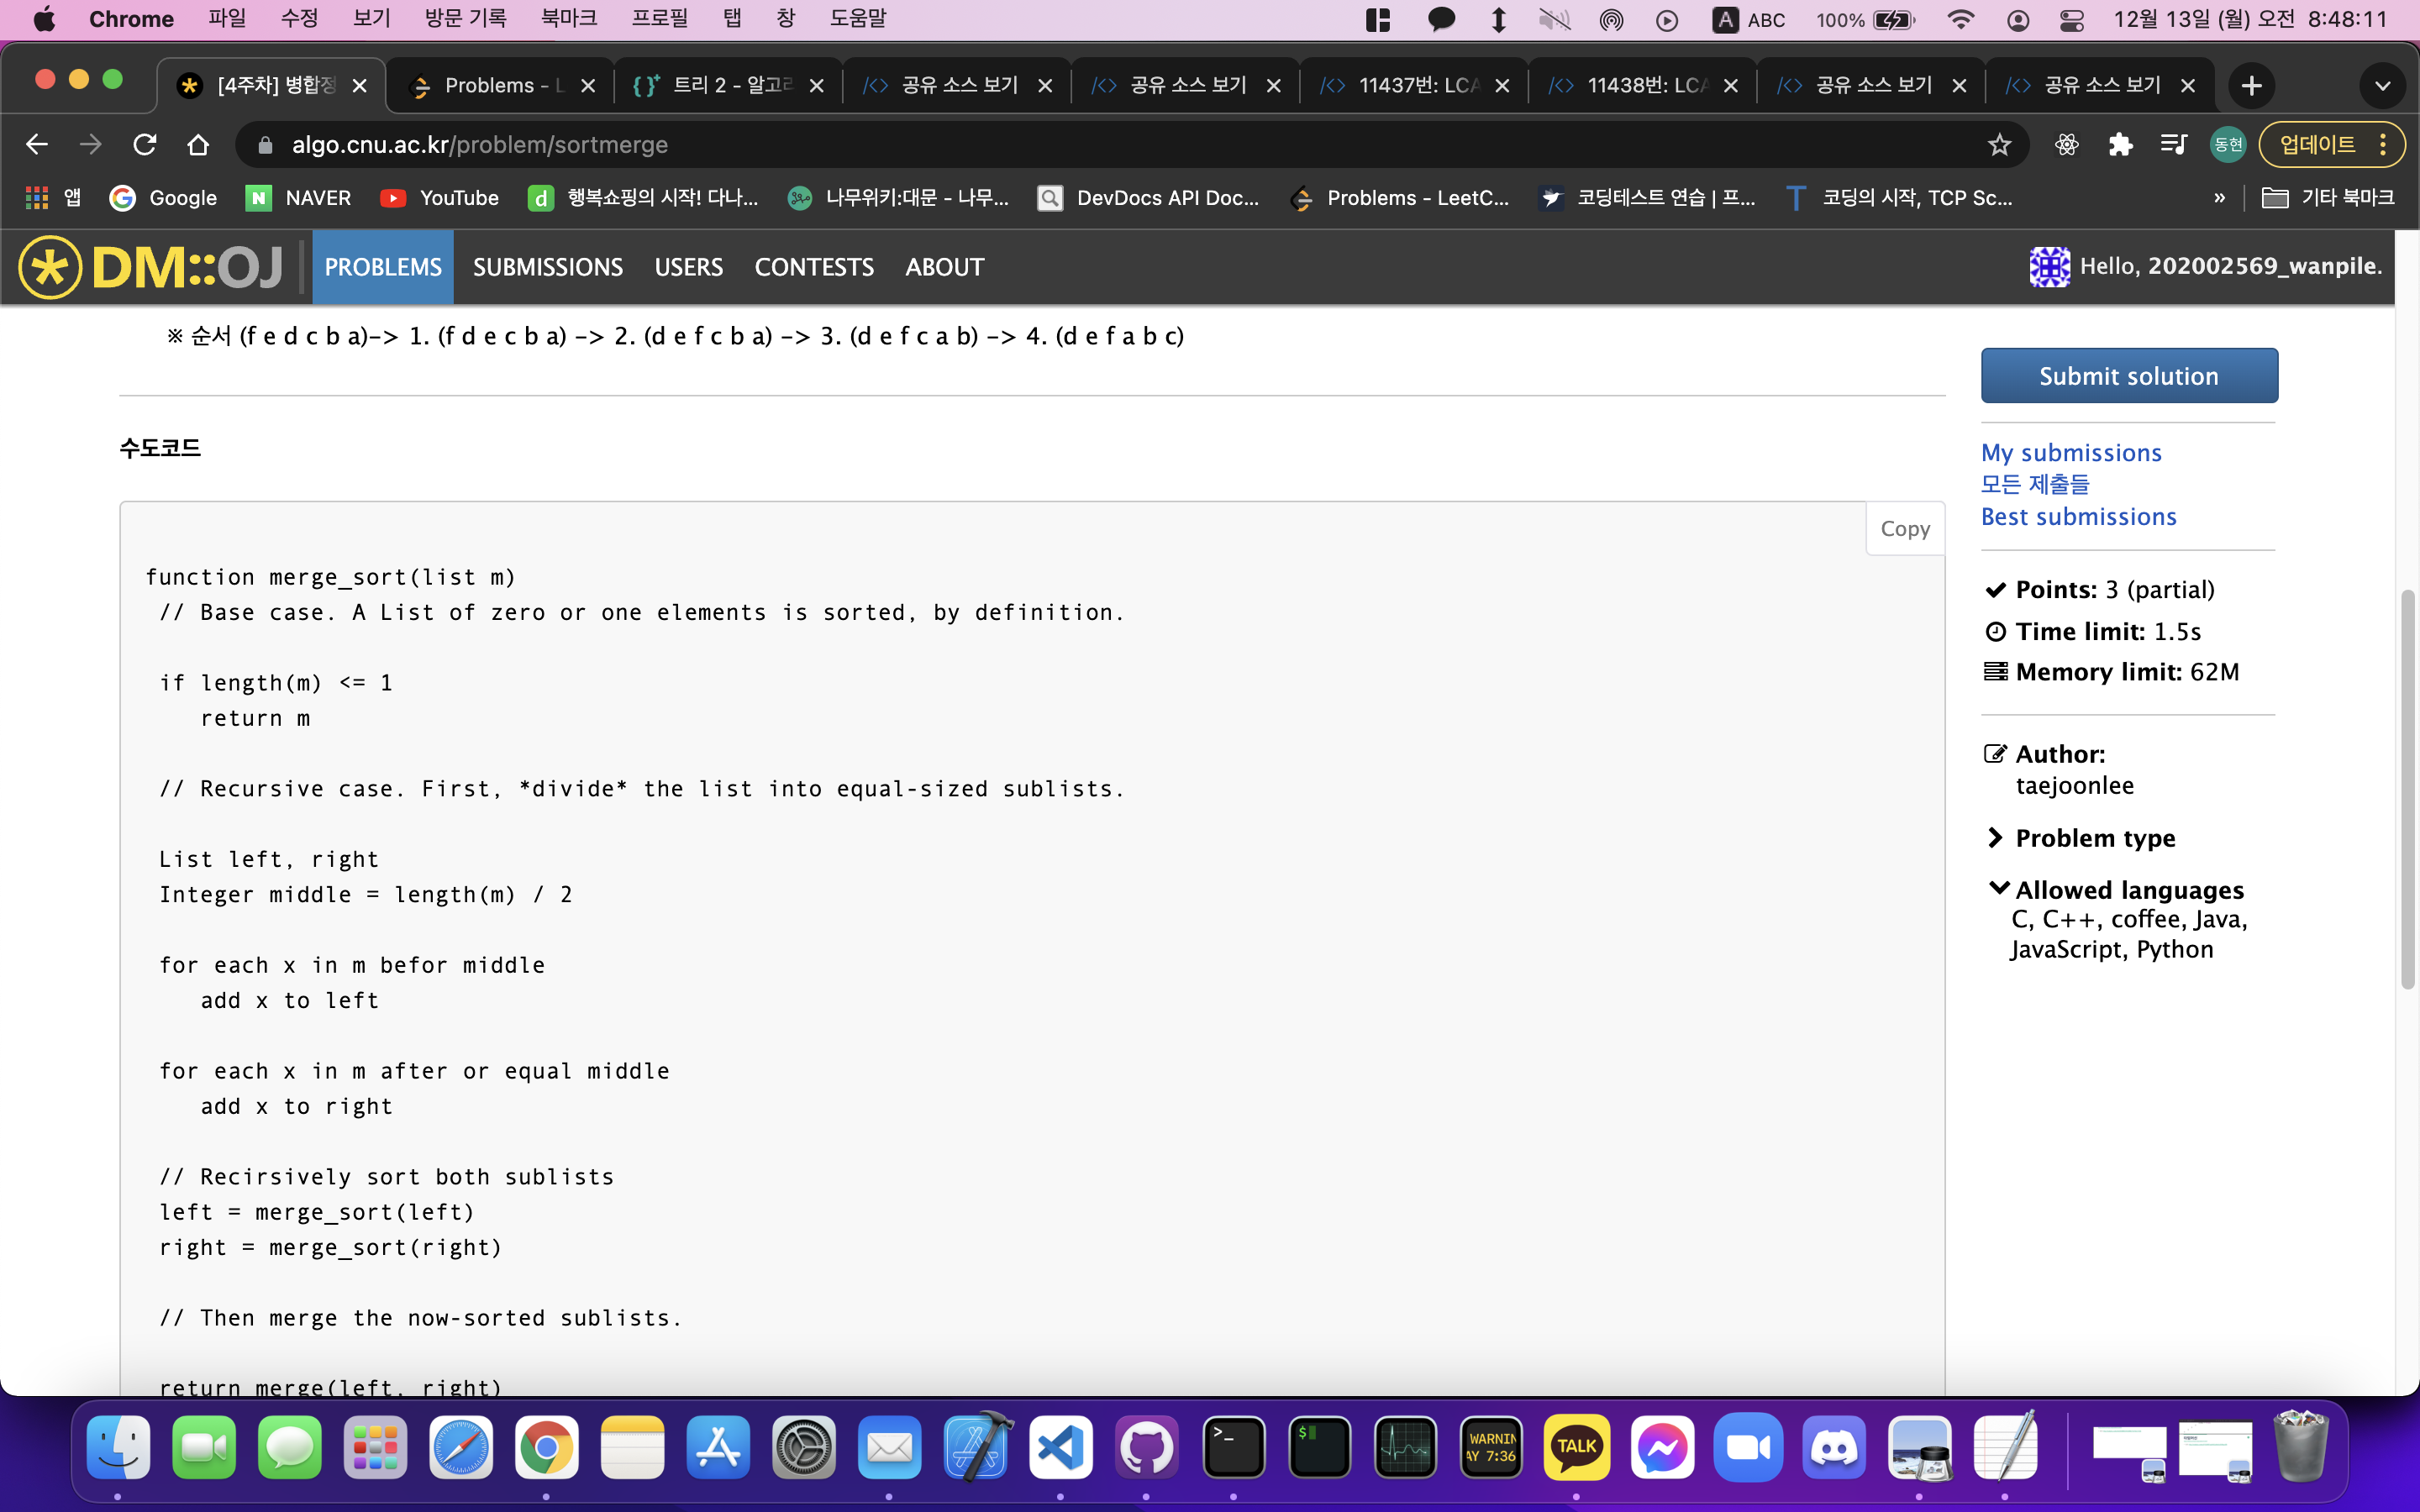 Chrome 파일 수정 보기 방문 기록 북마크 프로필 탭 창 도움말 A ABC 100% 12월 13일 (월) 오전 8:48:11
[4주차] 병합정 Problems - L 트리 2 - 알고리 공유 소스 보기 공유 소스 보기 11437번: LCA 11438번: LCA 공유 소스 보기 공유 소스 보기
algo.cnu.ac.kr/problem/sortmerge 동현 업데이트
앱 Google NAVER YouTube 행복쇼핑의 시작! 다나... 나무위키:대문 - 나무... DevDocs API Doc... Problems - LeetC... 코딩테스트 연습 | 프... 코딩의 시작, TCP Sc... » 기타 북마크
DM::OJ PROBLEMS SUBMISSIONS USERS CONTESTS ABOUT Hello, 202002569_wanpile.
※ 순서 (f e d c b a)–> 1. (f d e c b a) –> 2. (d e f c b a) –> 3. (d e f c a b) –> 4. (d e f a b c)
수도코드
Copy
function merge_sort(list m)
// Base case. A List of zero or one elements is sorted, by definition.
if length(m) <= 1
return m
// Recursive case. First, *divide* the list into equal-sized sublists.
List left, right
Integer middle = length(m) / 2
for each x in m befor middle
add x to left
for each x in m after or equal middle
add x to right
// Recirsively sort both sublists
left = merge_sort(left)
right = merge_sort(right)
// Then merge the now-sorted sublists.
return merge(left, right)
Submit solution
My submissions
모든 제출들
Best submissions
Points: 3 (partial)
Time limit: 1.5s
Memory limit: 62M
Author:
taejoonlee
Problem type
Allowed languages
C, C++, coffee, Java,
JavaScript, Python
WARNIN
AY 7:36
TALK